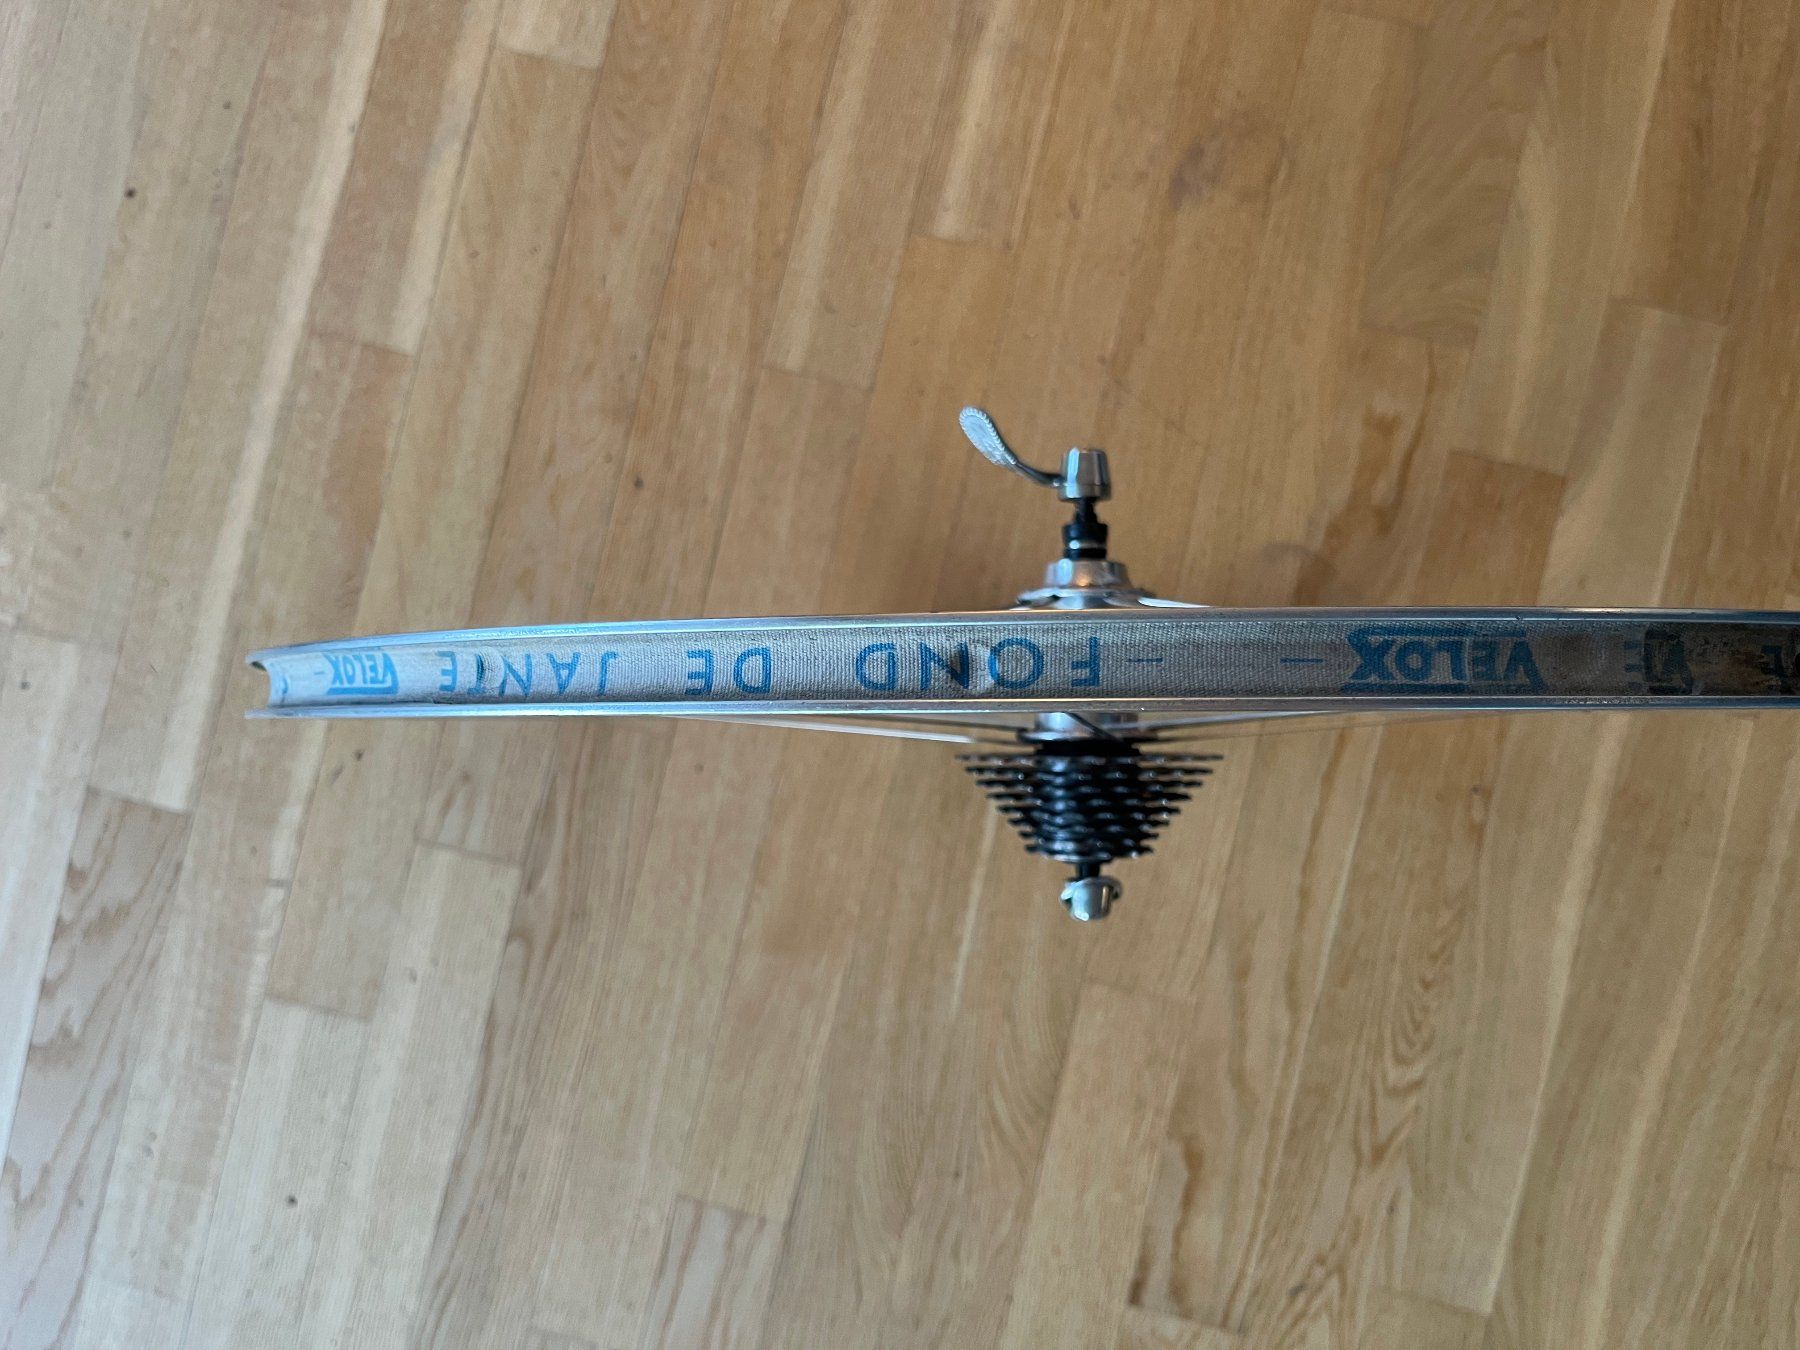 VELOX - FOND DE JANTE - VELOX